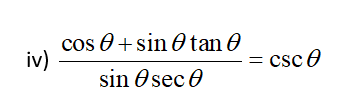 iv) (cos θ + sin θ tan θ) / (sin θ sec θ) = csc θ